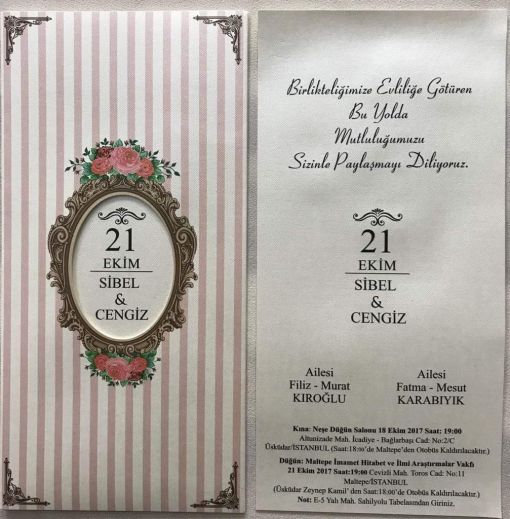 21
EKİM
SİBEL
&
CENGİZ
Birlikteliğimize Evliliğe Götüren
Bu Yolda
Mutluluğumuzu
Sizinle Paylaşmayı Diliyoruz.
21
EKİM
SİBEL
&
CENGİZ
Ailesi
Filiz - Murat
KIROĞLU
Ailesi
Fatma - Mesut
KARABIYIK
Kına: Neşe Düğün Salonu 18 Ekim 2017 Saat: 19:00
Altunizade Mah. İcadiye - Bağlarbaşı Cad: No:2/C
Üsküdar/İSTANBUL (Saat:18:00'de Maltepe'den Otobüs Kaldırılacaktır.)
Düğün: Maltepe İmamet Hitabet ve İlmi Araştırmalar Vakfı
21 Ekim 2017 Saat:19:00 Cevizli Mah. Toros Cad: No:11
Maltepe/İSTANBUL
(Üsküdar Zeynep Kamil' den Saat:18:00'de Otobüs Kaldırılacaktır.)
Not: E-5 Yalı Mah. Sahilyolu Tabelasından Giriniz.